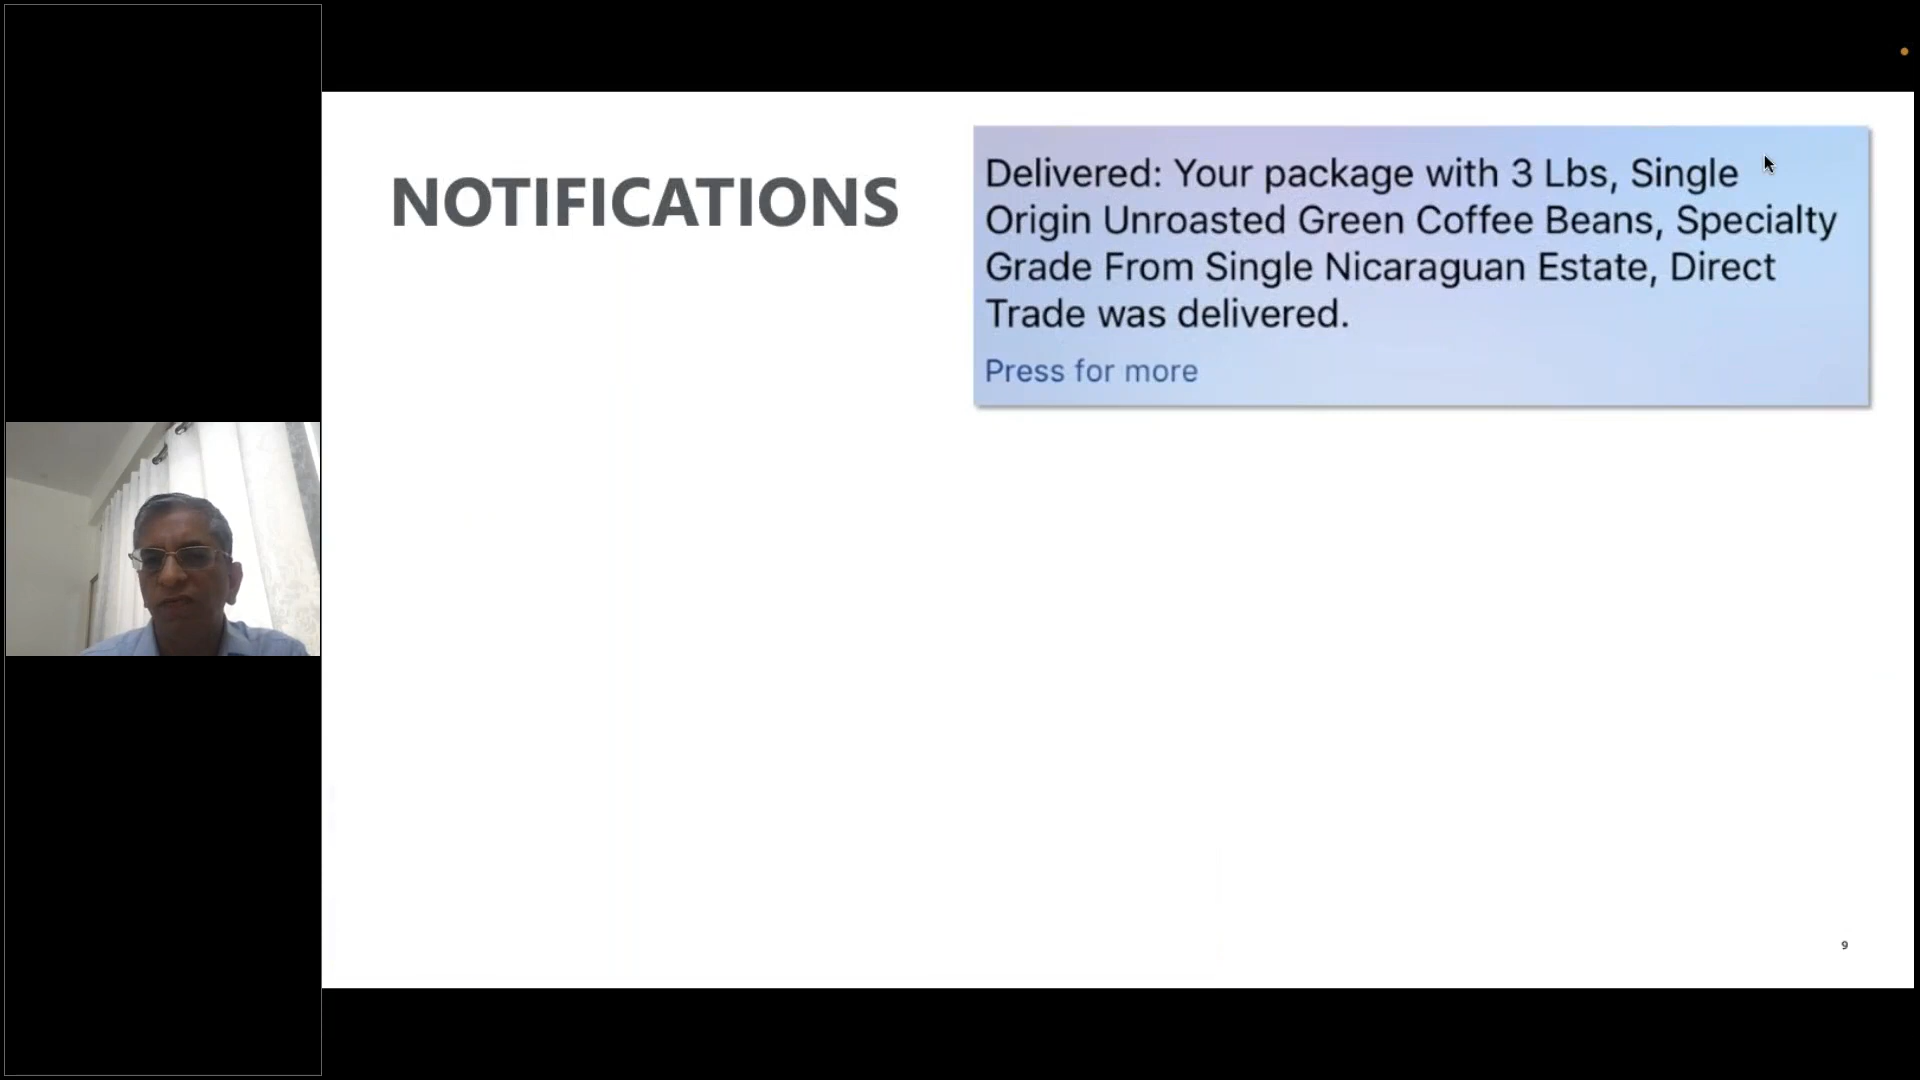 NOTIFICATIONS
Delivered: Your package with 3 Lbs, Single
Origin Unroasted Green Coffee Beans, Specialty
Grade From Single Nicaraguan Estate, Direct
Trade was delivered.
Press for more
9